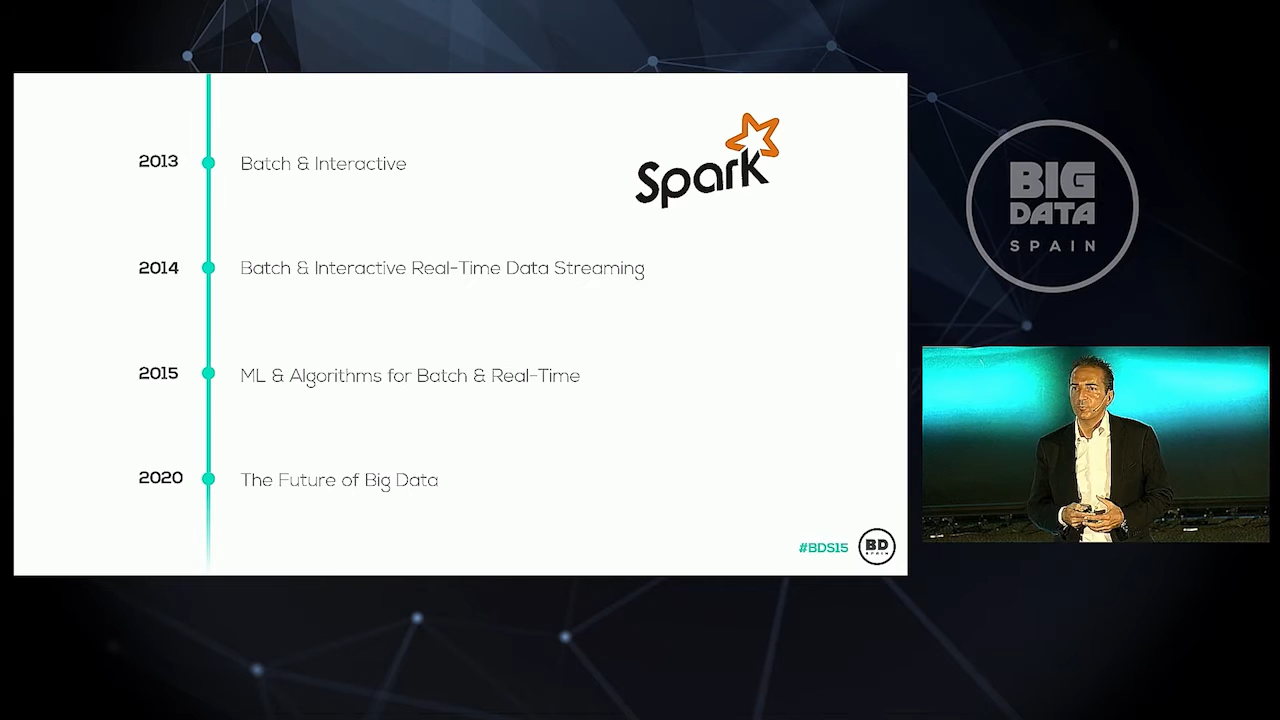 2013 Batch & Interactive
Spark
2014 Batch & Interactive Real-Time Data Streaming
2015 ML & Algorithms for Batch & Real-Time
2020 The Future of Big Data
#BDS15
BD
SPAIN
BIG
DATA
SPAIN